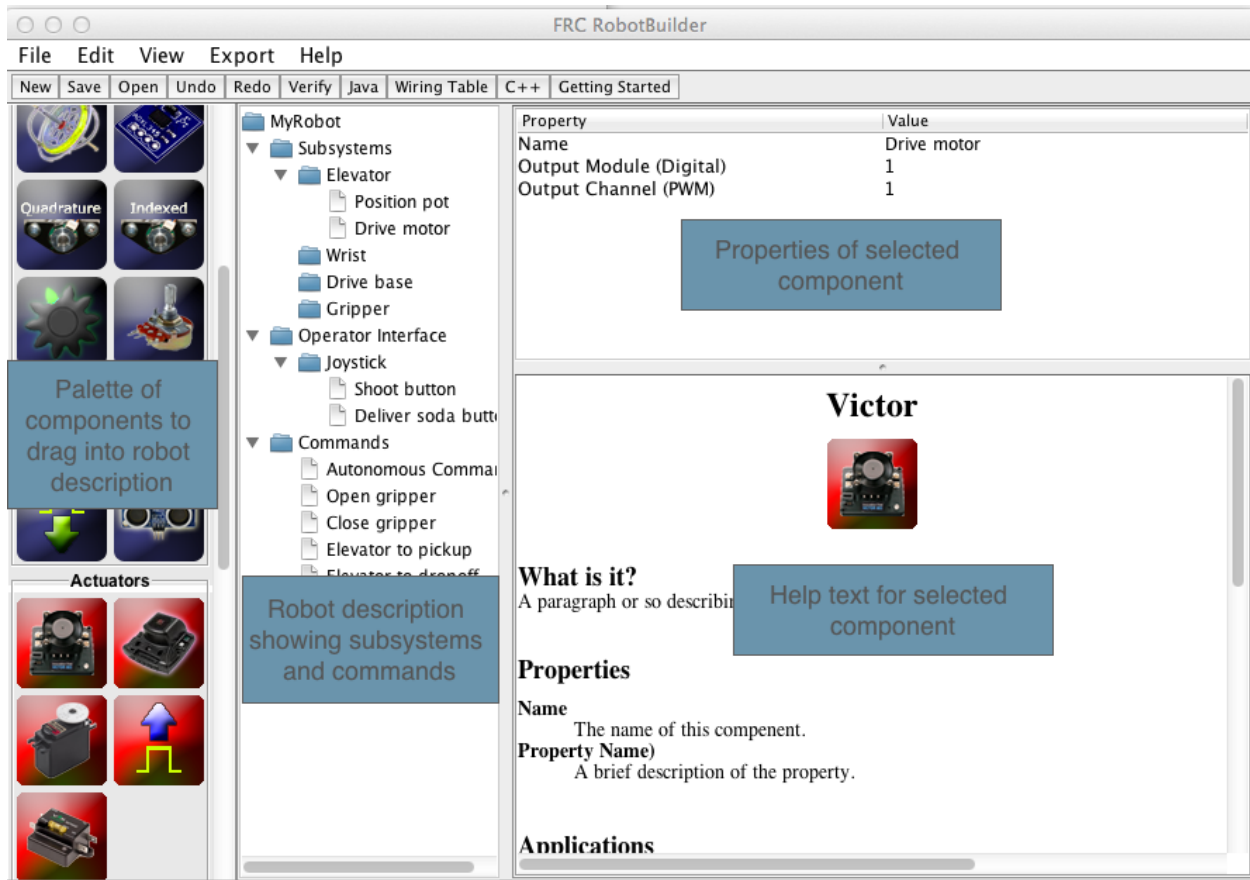 FRC RobotBuilder
File Edit View Export Help
New Save Open Undo Redo Verify Java Wiring Table C++ Getting Started
Quadrature Indexed
Palette of
components to
drag into robot
description
Actuators
MyRobot
Subsystems
Elevator
Position pot
Drive motor
Wrist
Drive base
Gripper
Operator Interface
Joystick
Shoot button
Deliver soda butt
Commands
Autonomous Comma
Open gripper
Close gripper
Elevator to pickup
Elevator to dropoff
Robot description
showing subsystems
and commands
Property Value
Name Drive motor
Output Module (Digital) 1
Output Channel (PWM) 1
Properties of selected
component
Victor
What is it?
A paragraph or so describin
Help text for selected
component
Properties
Name
The name of this compenent.
Property Name)
A brief description of the property.
Applications